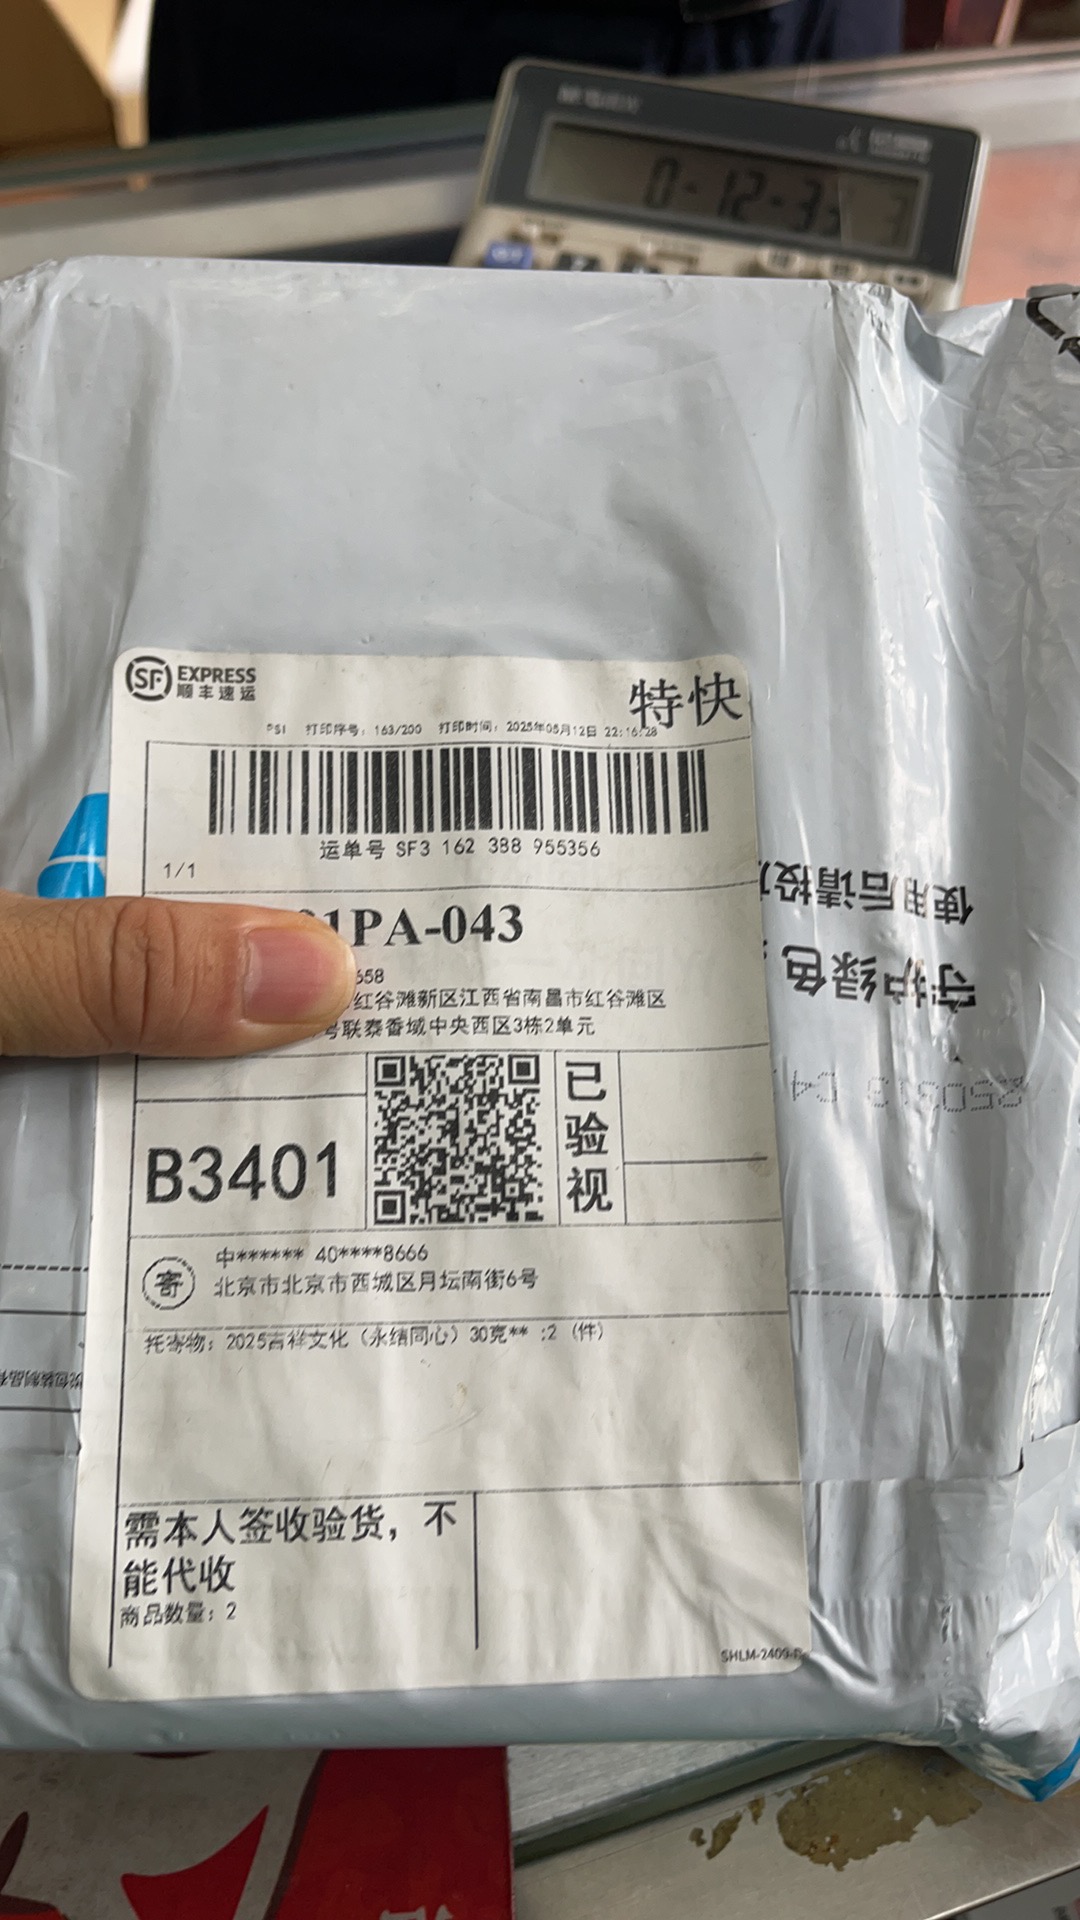 0-12-3
GT
SF EXPRESS
顺丰速运
特快
PSI 打印序号：163/200 打印时间：2025年05月12日 22:16:28
运单号 SF3 162 388 955356
1/1
1PA-043
658
红谷滩新区江西省南昌市红谷滩区
号联泰香域中央西区3栋2单元
B3401
已验视
寄
中****** 40****8666
北京市北京市西城区月坛南街6号
托寄物：2025吉祥文化（永结同心）30克** :2（件）
需本人签收验货，不
能代收
商品数量：2
SHLM-2409
使用后请投
守护绿色